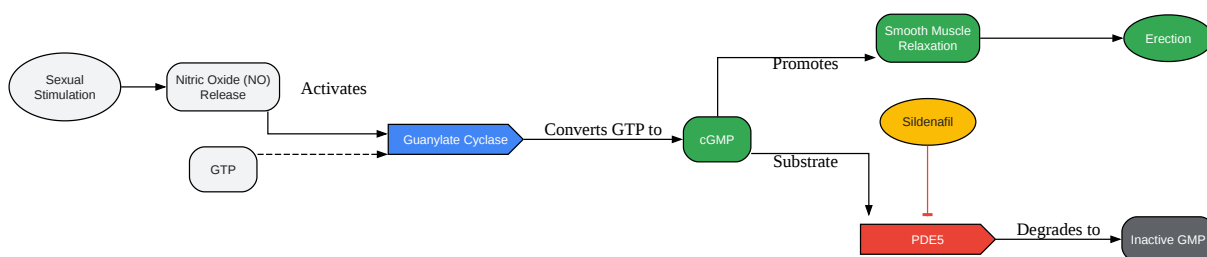 Sexual
Stimulation
Nitric Oxide (NO)
Release
Activates
GTP
Guanylate Cyclase
Converts GTP to
cGMP
Promotes
Smooth Muscle
Relaxation
Erection
Substrate
Sildenafil
PDE5
Degrades to
Inactive GMP